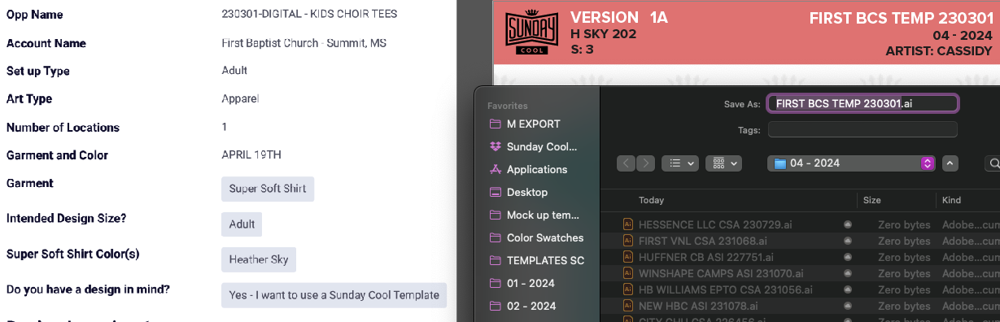 Opp Name 230301-DIGITAL - KIDS CHOIR TEES
Account Name First Baptist Church - Summit, MS
Set up Type Adult
Art Type Apparel
Number of Locations 1
Garment and Color APRIL 19TH
Garment Super Soft Shirt
Intended Design Size? Adult
Super Soft Shirt Color(s) Heather Sky
Do you have a design in mind? Yes - I want to use a Sunday Cool Template
SUNDAY
COOL
VERSION 1A
H SKY 202
S: 3
FIRST BCS TEMP 230301
04 - 2024
ARTIST: CASSIDY
Favorites
M EXPORT
Sunday Cool...
Applications
Desktop
Mock up tem...
Color Swatches
TEMPLATES SC
01 - 2024
02 - 2024
Save As: FIRST BCS TEMP 230301.ai
Tags:
04 - 2024
Today Size Kind
HESSENCE LLC CSA 230729.ai Zero bytes Adobe...cum
FIRST VNL CSA 231068.ai Zero bytes Adobe...cum
HUFFNER CB ASI 227751.ai Zero bytes Adobe...cum
WINSHAPE CAMPS ASI 231070.ai Zero bytes Adobe...cum
HB WILLIAMS EPTO CSA 231056.ai Zero bytes Adobe...cum
NEW HBC ASI 231078.ai Zero bytes Adobe...cum